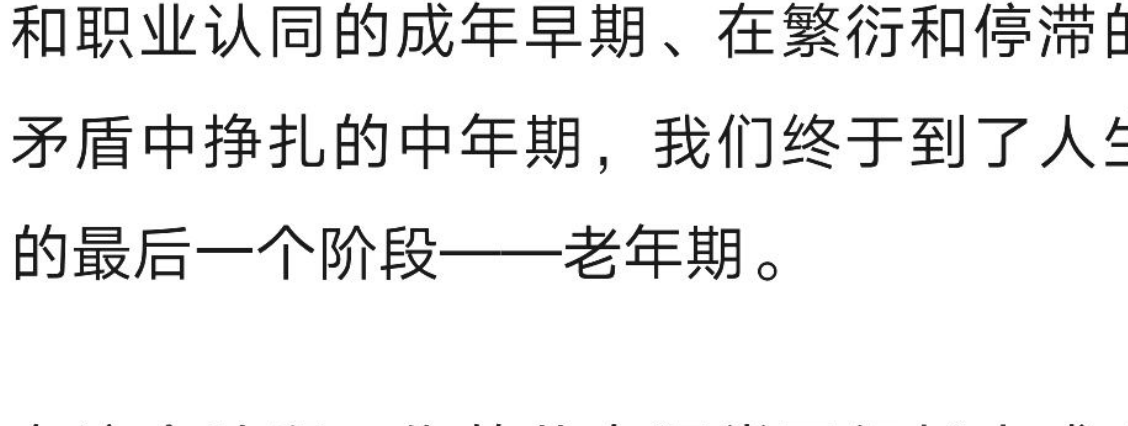 和职业认同的成年早期、在繁衍和停滞的
矛盾中挣扎的中年期，我们终于到了人生
的最后一个阶段——老年期。